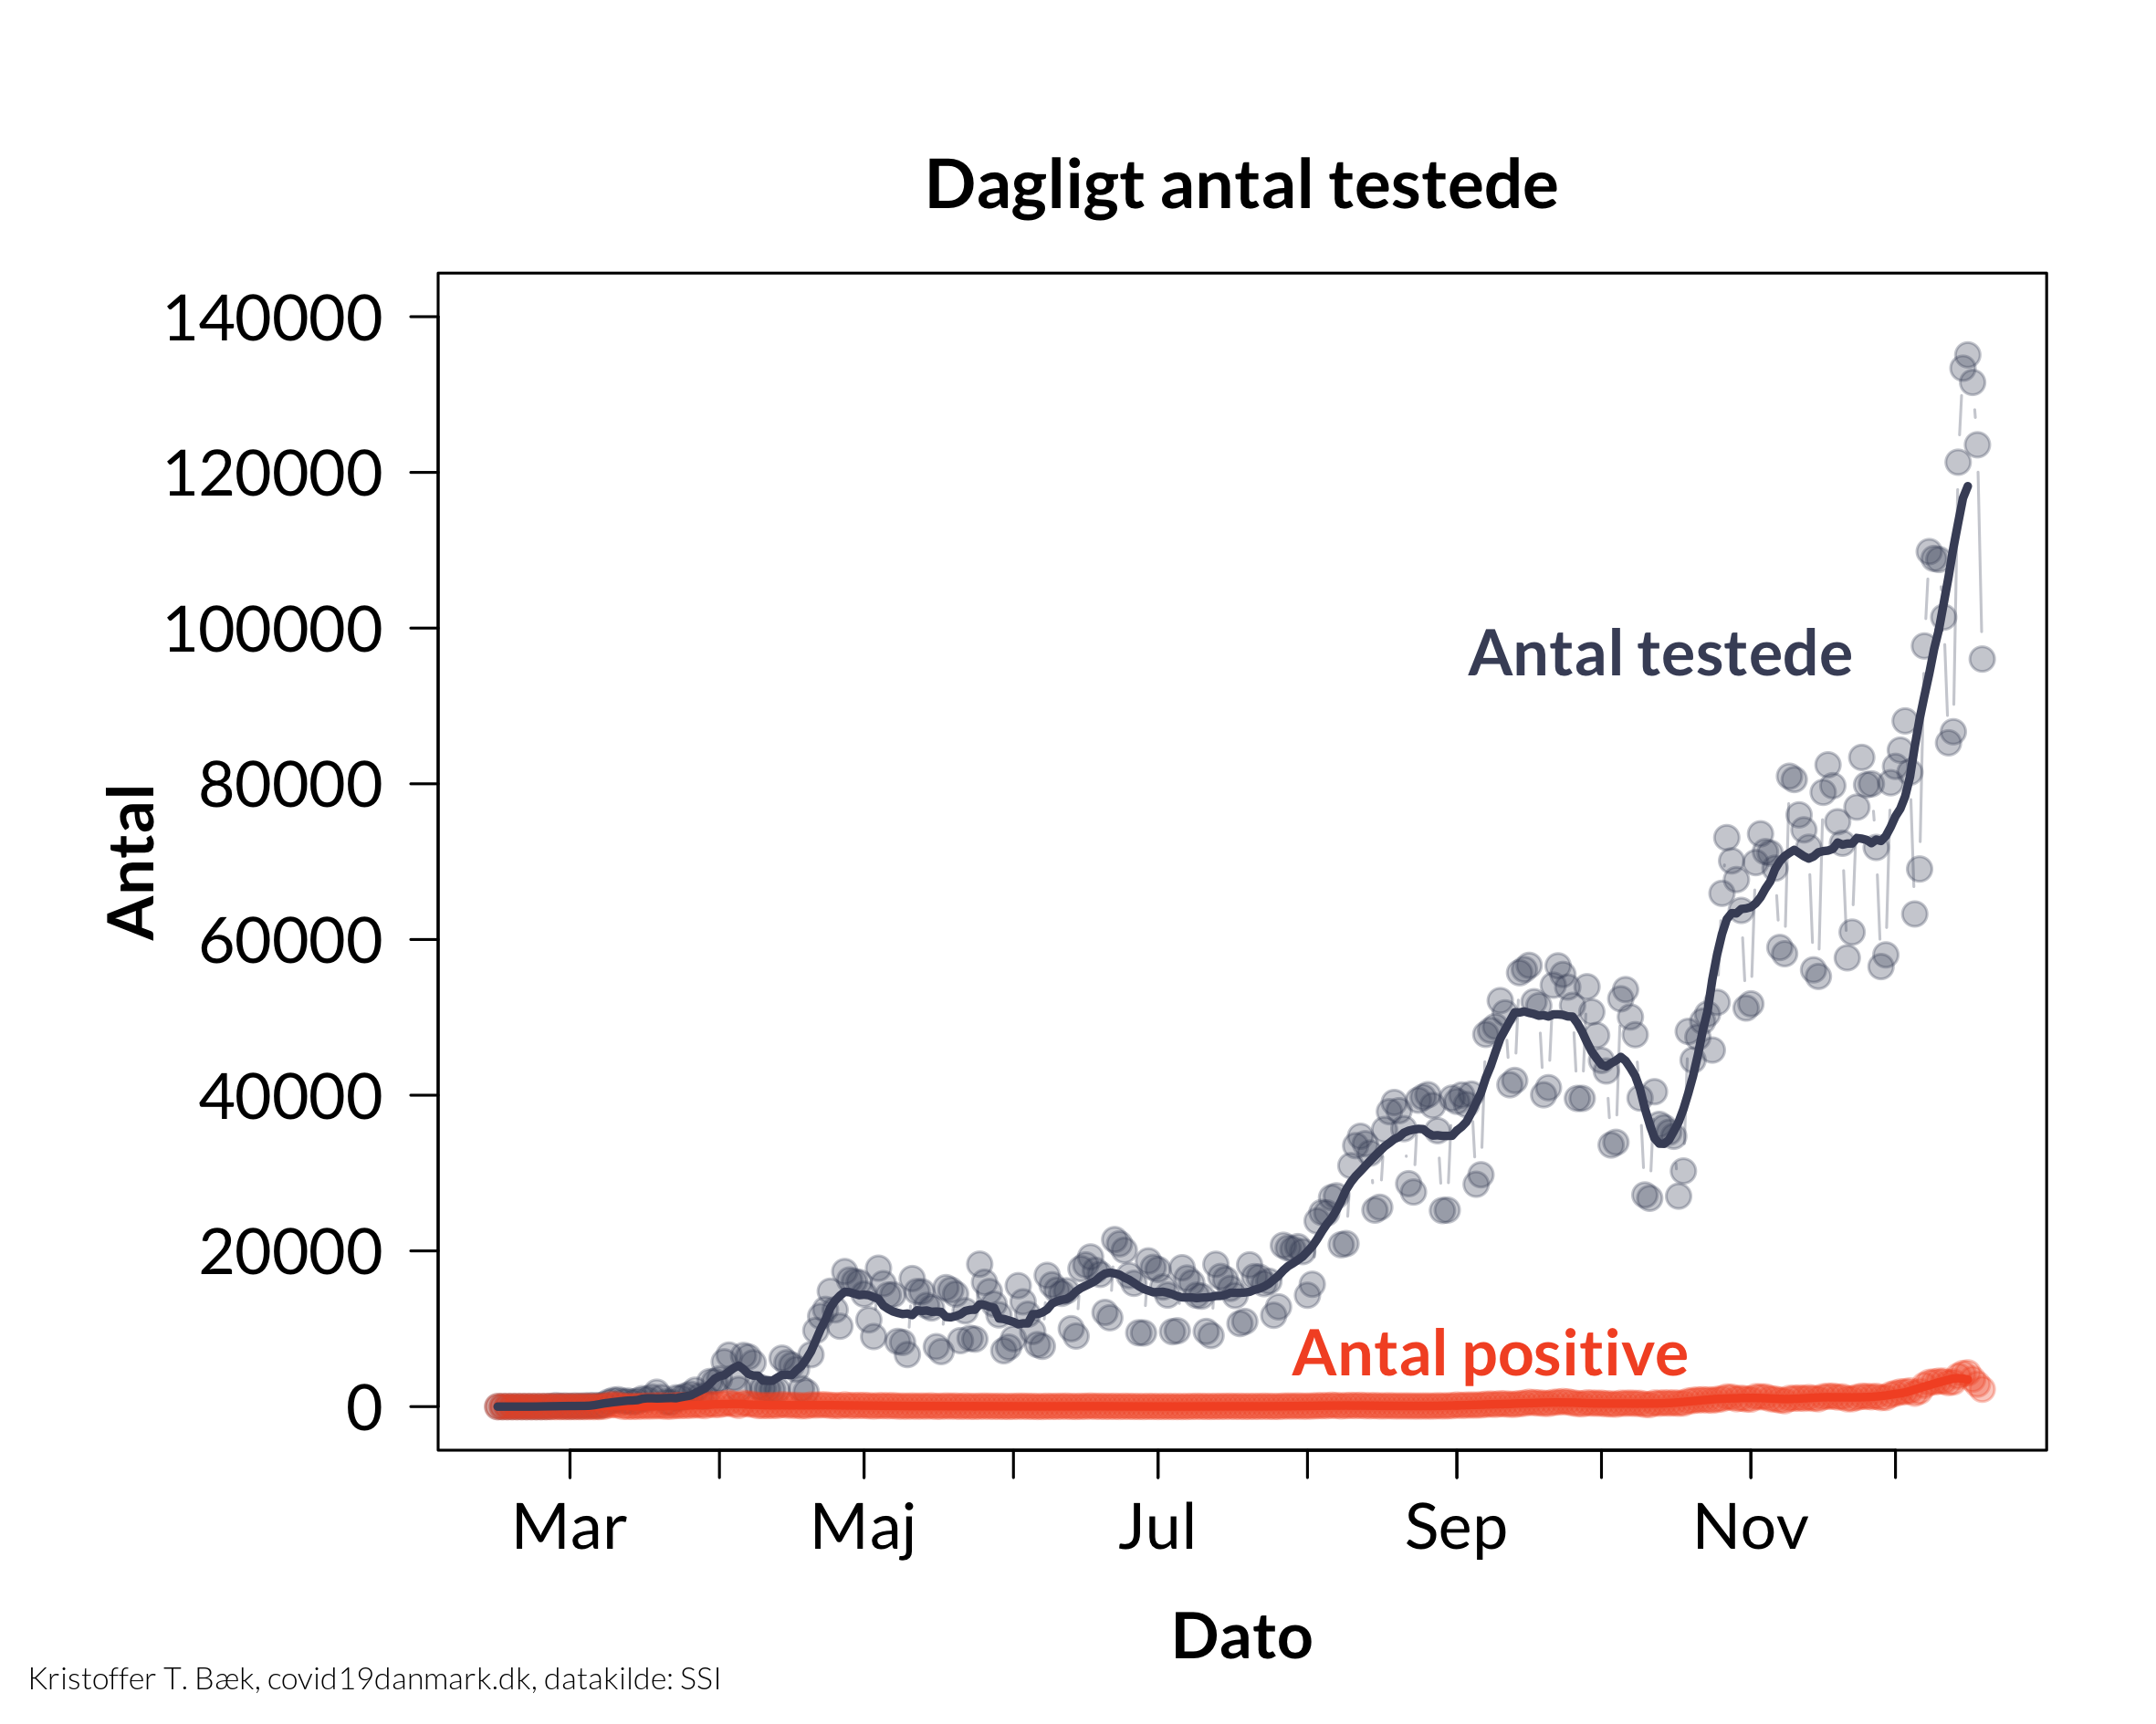 Dagligt antal testede
140000
120000
100000
80000
60000
40000
20000
0
Antal
Antal testede
Antal positive
Mar Maj Jul Sep Nov
Dato
Kristoffer T. Bæk, covid19danmark.dk, datakilde: SSI